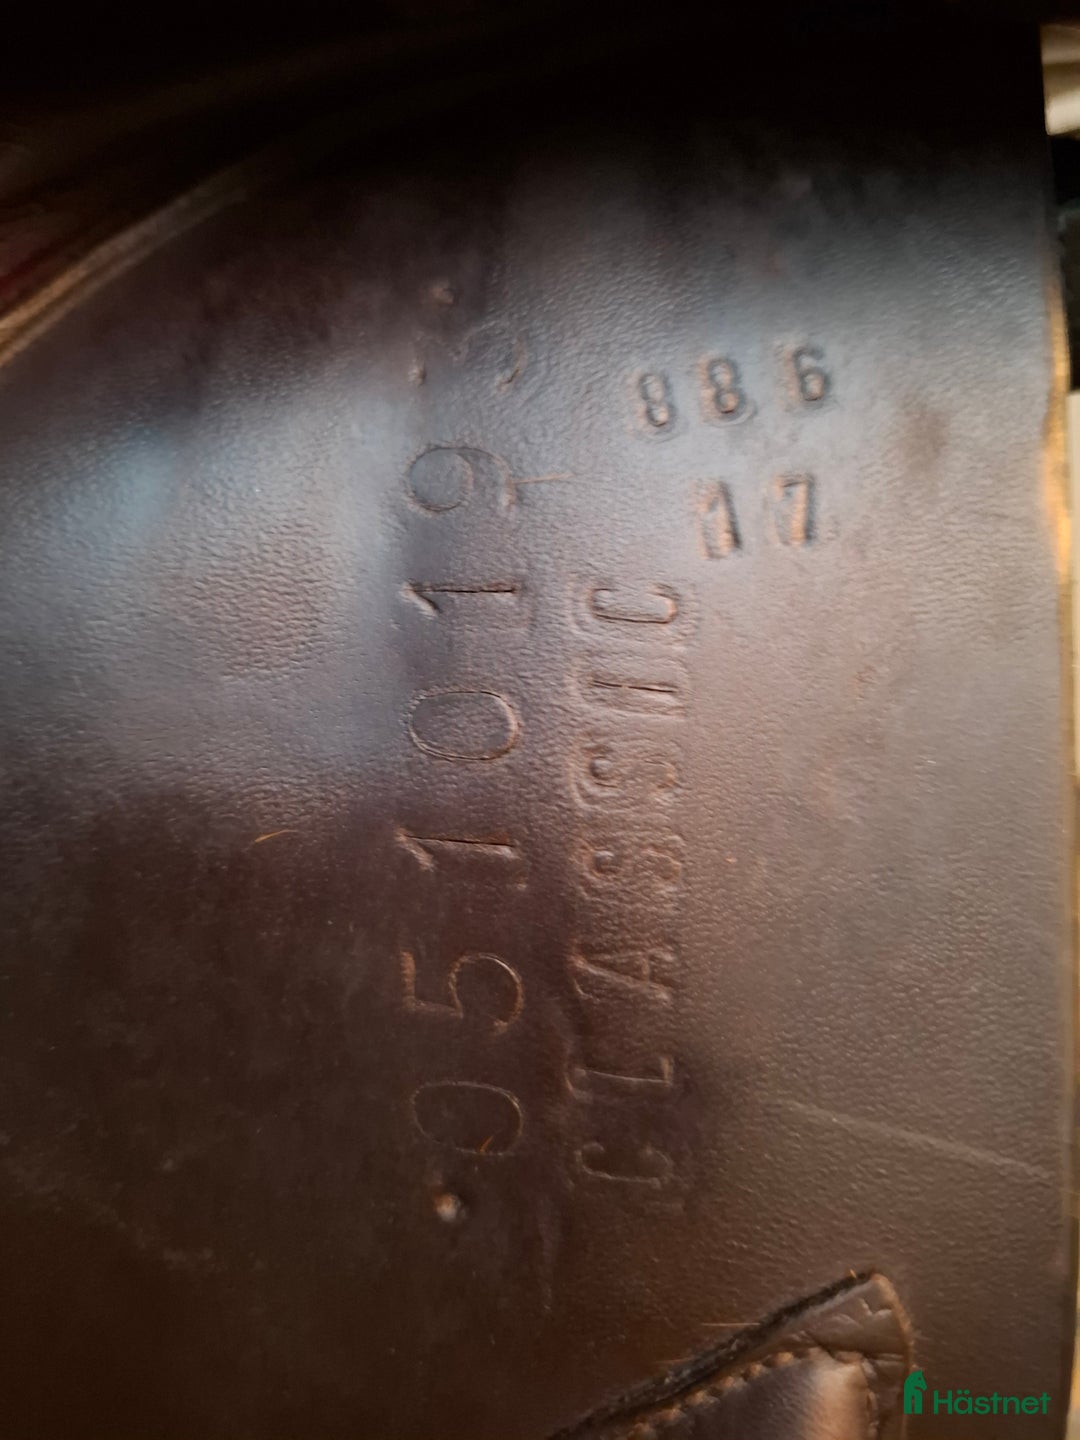 0510193
CLASSIC
886
17
Hästnet